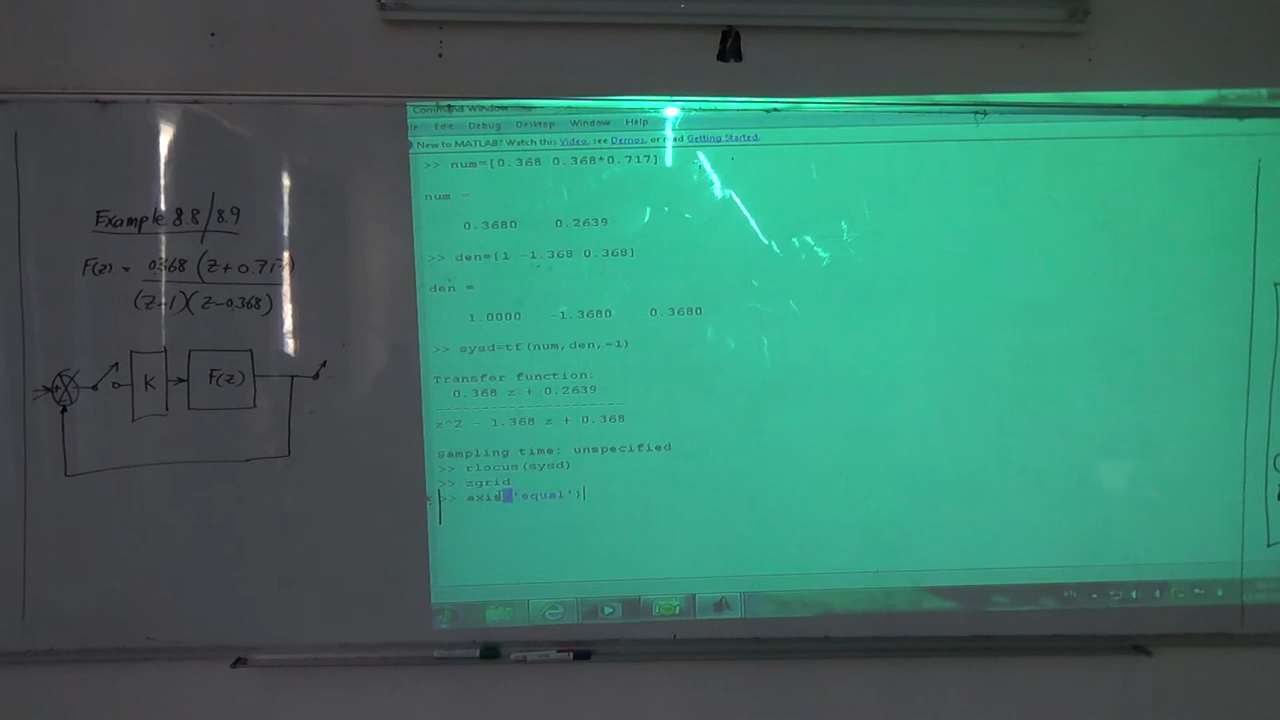 Example 8.8/8.9
F(z) = 0.368 (z+0.717)
(z-1)(z-0.368)
K
F(z)
Command Window
Edit Debug Desktop Window Help
New to MATLAB? Watch this Video, see Demos, or read Getting Started.
>> num=[0.368 0.368*0.717]
num =
0.3680 0.2639
>> den=[1 -1.368 0.368]
den =
1.0000 -1.3680 0.3680
>> sysd=tf(num,den,-1)
Transfer function:
0.368 z + 0.2639
---------------------
z^2 - 1.368 z + 0.368
Sampling time: unspecified
>> rlocus(sysd)
>> zgrid
>> axis('equal')